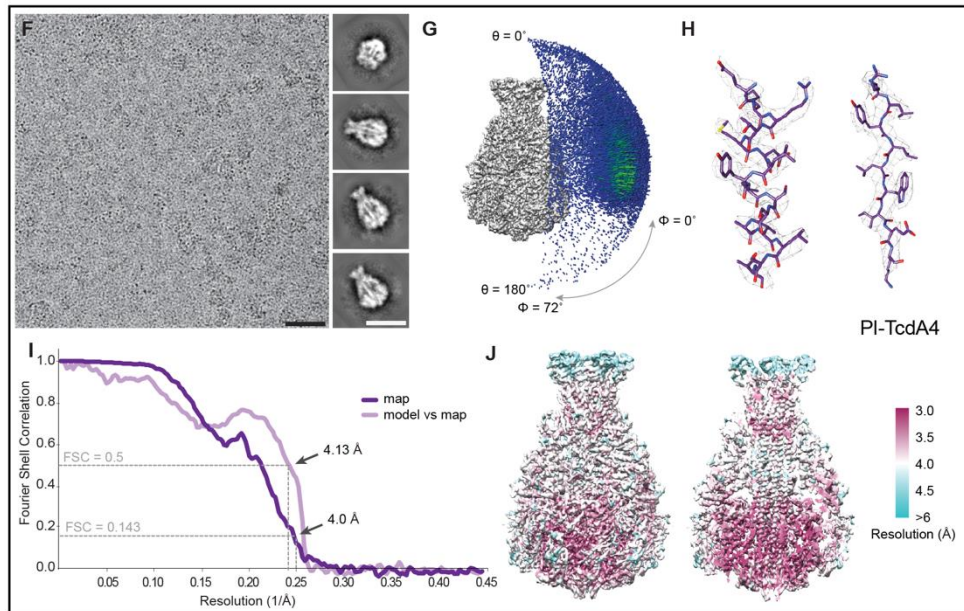 F
G
θ = 0°
Φ = 0°
θ = 180°
Φ = 72°
H
PI-TcdA4
I
Fourier Shell Correlation
1.0
0.8
0.6
0.4
0.2
0.0
FSC = 0.5
FSC = 0.143
map
model vs map
4.13 Å
4.0 Å
0.05
0.10
0.15
0.20
0.25
0.30
0.35
0.40
0.45
Resolution (1/Å)
J
3.0
3.5
4.0
4.5
>6
Resolution (Å)